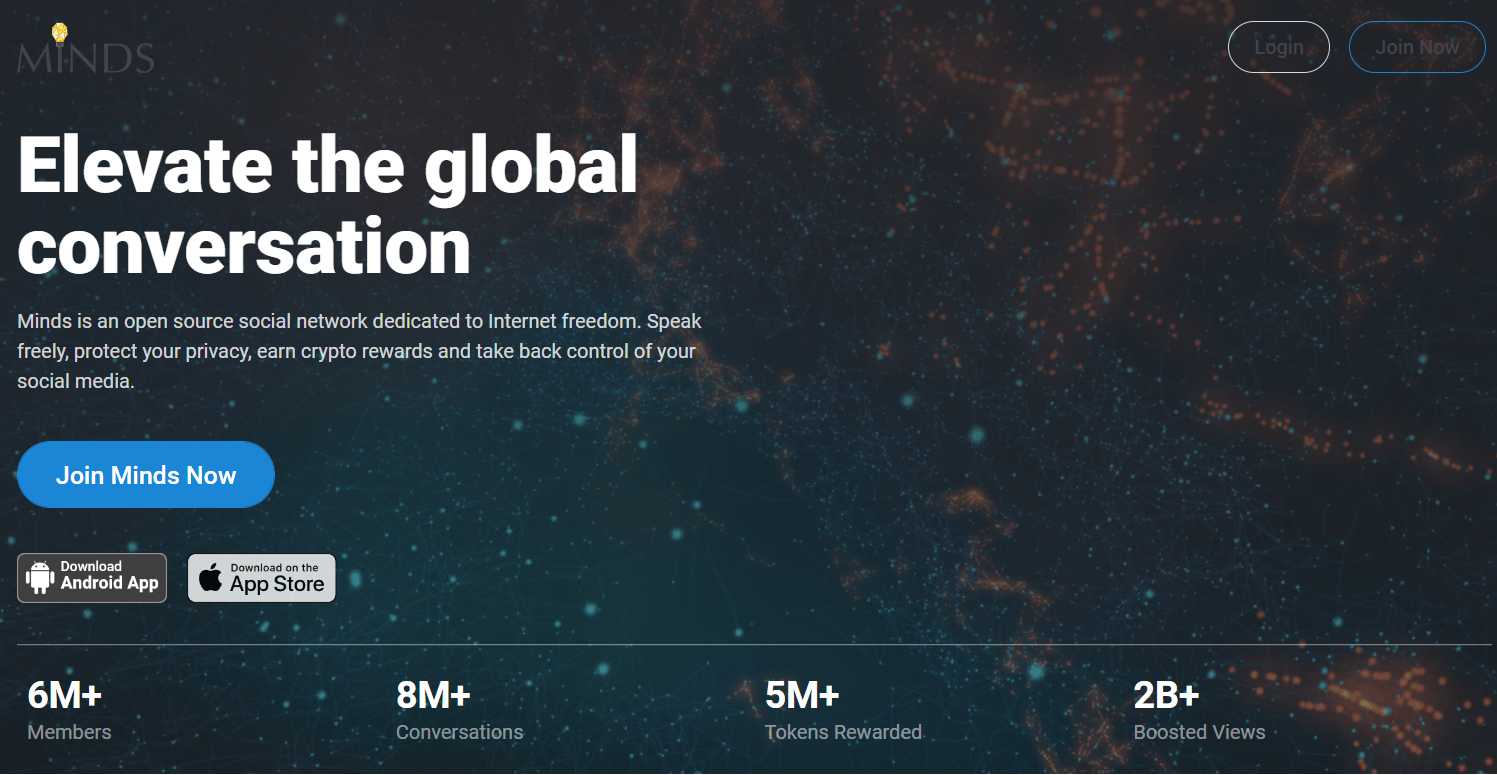 MINDS
Login
Join Now
Elevate the global
conversation
Minds is an open source social network dedicated to Internet freedom. Speak
freely, protect your privacy, earn crypto rewards and take back control of your
social media.
Join Minds Now
Download
Android App
Download on the
App Store
6M+
Members
8M+
Conversations
5M+
Tokens Rewarded
2B+
Boosted Views